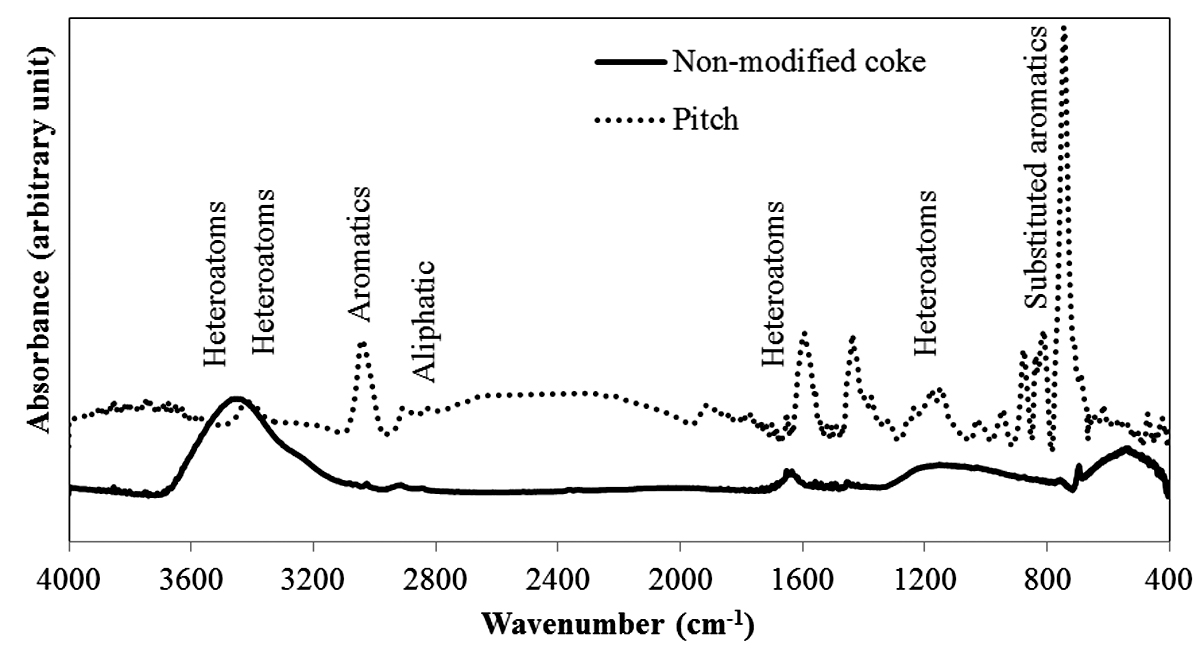 Non-modified coke
Pitch
Absorbance (arbitrary unit)
Heteroatoms
Heteroatoms
Aromatics
Aliphatic
Heteroatoms
Heteroatoms
Substituted aromatics
4000 3600 3200 2800 2400 2000 1600 1200 800 400
Wavenumber (cm⁻¹)